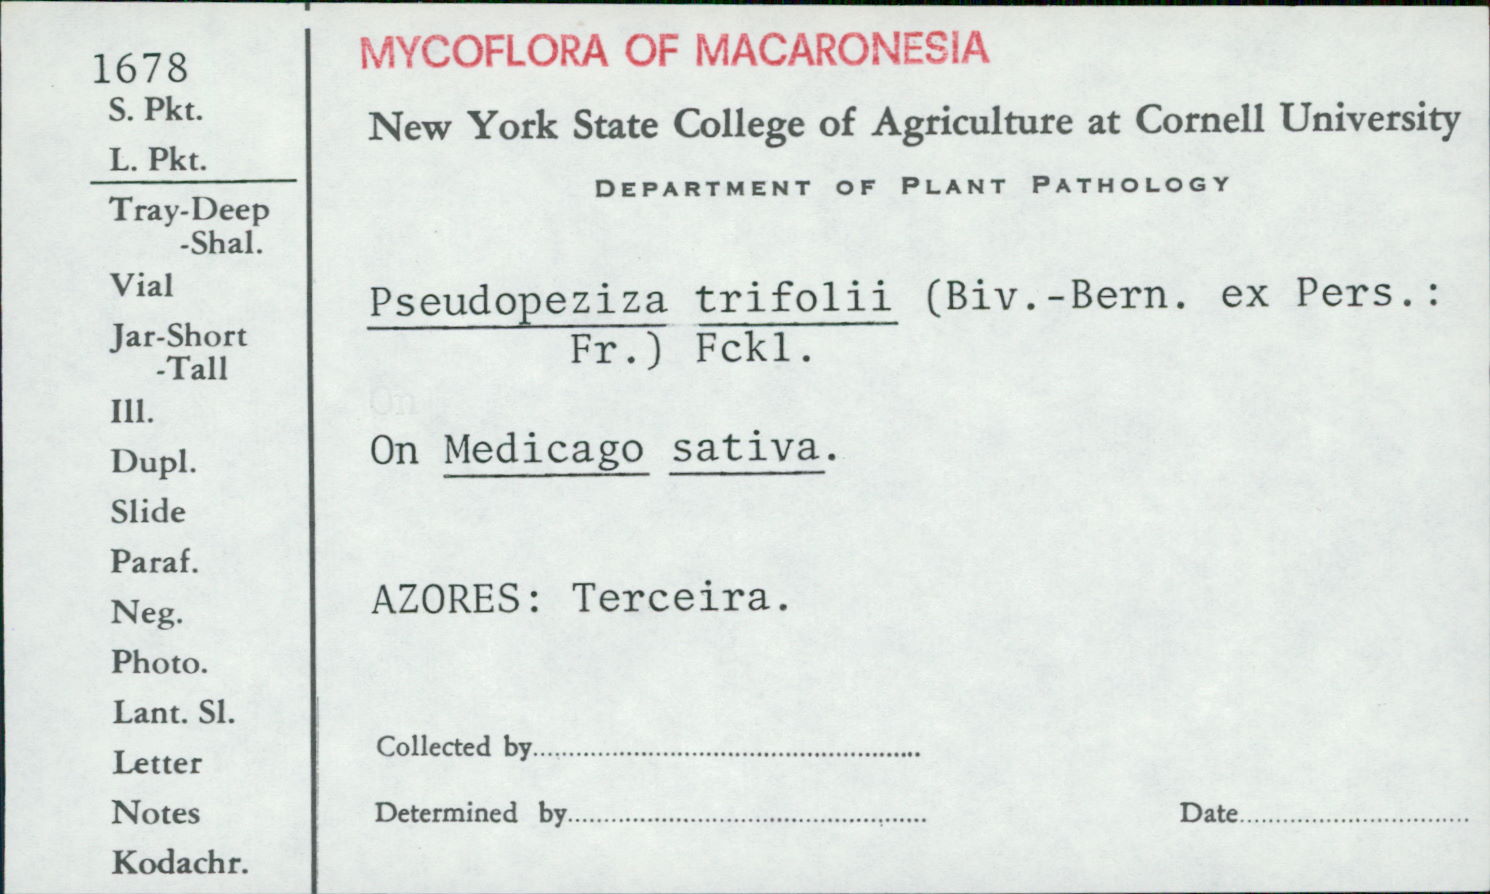 1678
S. Pkt.
L. Pkt.
Tray-Deep
-Shal.
Vial
Jar-Short
-Tall
Ill.
Dupl.
Slide
Paraf.
Neg.
Photo.
Lant. Sl.
Letter
Notes
Kodachr.
MYCOFLORA OF MACARONESIA
New York State College of Agriculture at Cornell University
DEPARTMENT OF PLANT PATHOLOGY
Pseudopeziza trifolii (Biv.-Bern. ex Pers.:
Fr.) Fckl.
On
On Medicago sativa.
AZORES: Terceira.
Collected by
Determined by
Date